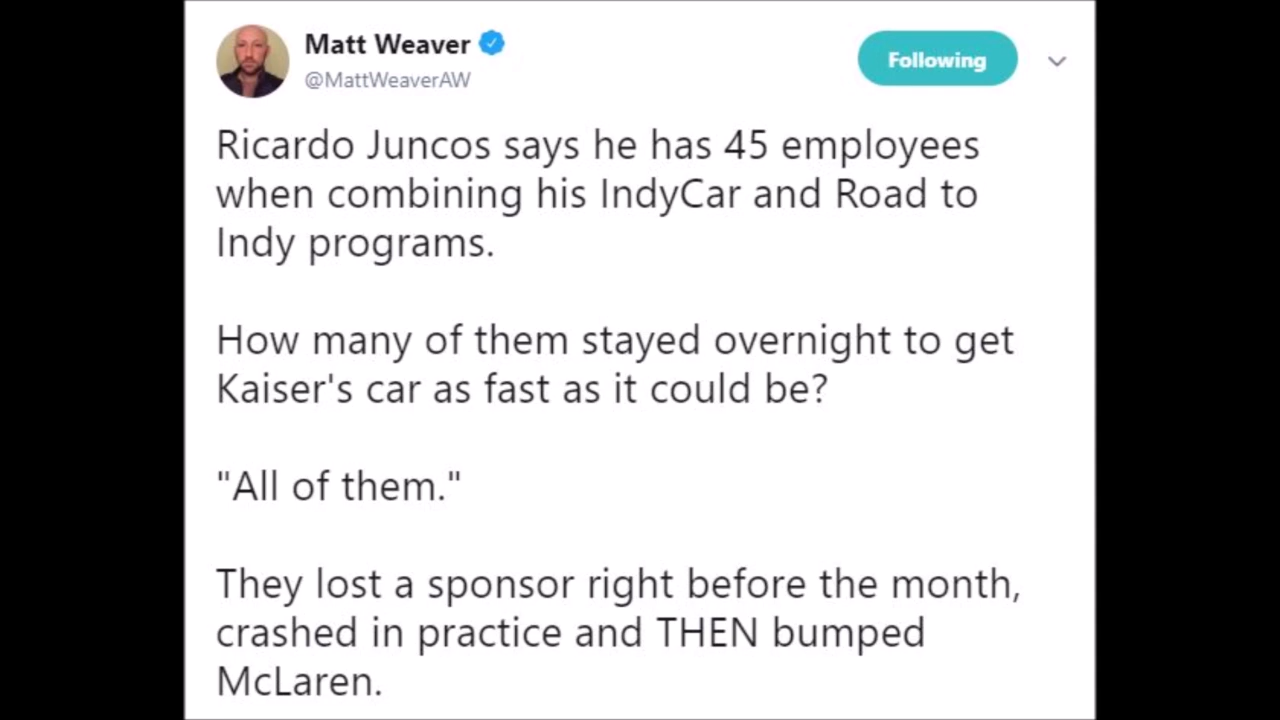 Matt Weaver
@MattWeaverAW
Following
Ricardo Juncos says he has 45 employees
when combining his IndyCar and Road to
Indy programs.
How many of them stayed overnight to get
Kaiser's car as fast as it could be?
"All of them."
They lost a sponsor right before the month,
crashed in practice and THEN bumped
McLaren.